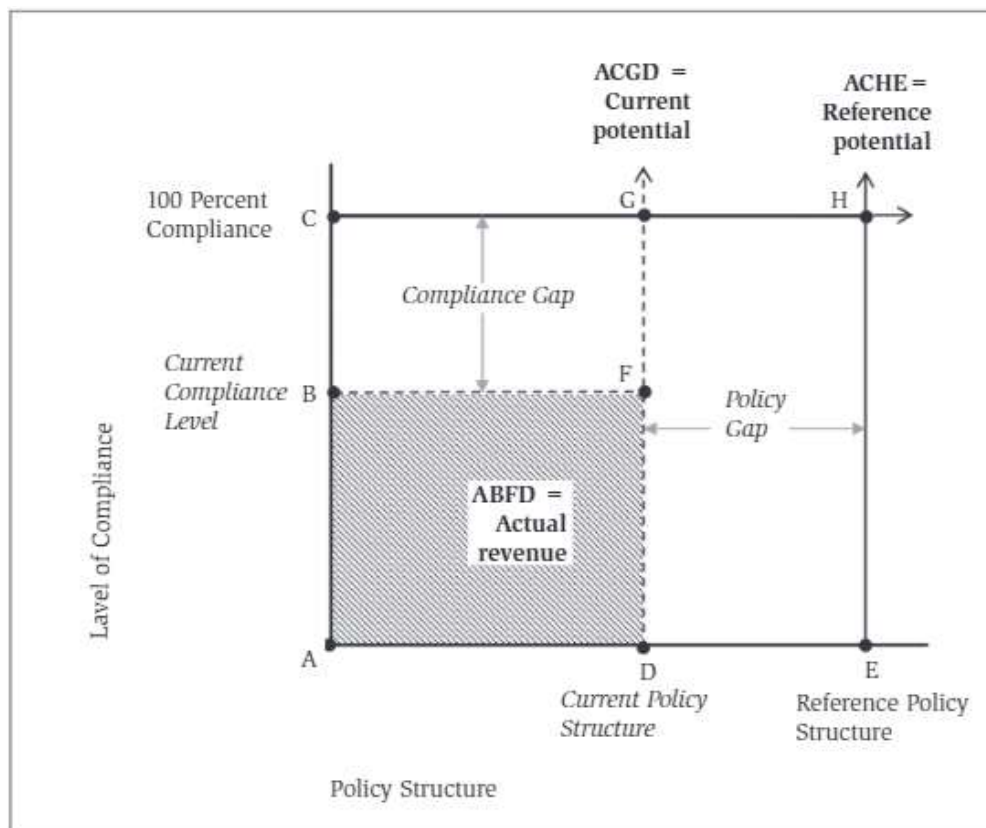 ACGD =
Current
potential
ACHE =
Reference
potential
100 Percent
Compliance
C
G
H
Compliance Gap
Current
Compliance
Level
B
F
Policy
Gap
ABFD =
Actual
revenue
Lavel of Compliance
A
D
E
Current Policy
Structure
Reference Policy
Structure
Policy Structure